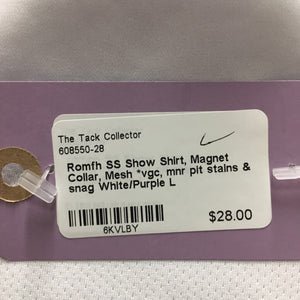 The Tack Collector
608550-28
Romfh SS Show Shirt, Magnet
Collar, Mesh *vgc, mnr pit stains &
snag White/Purple L
$28.00
6KVLBY